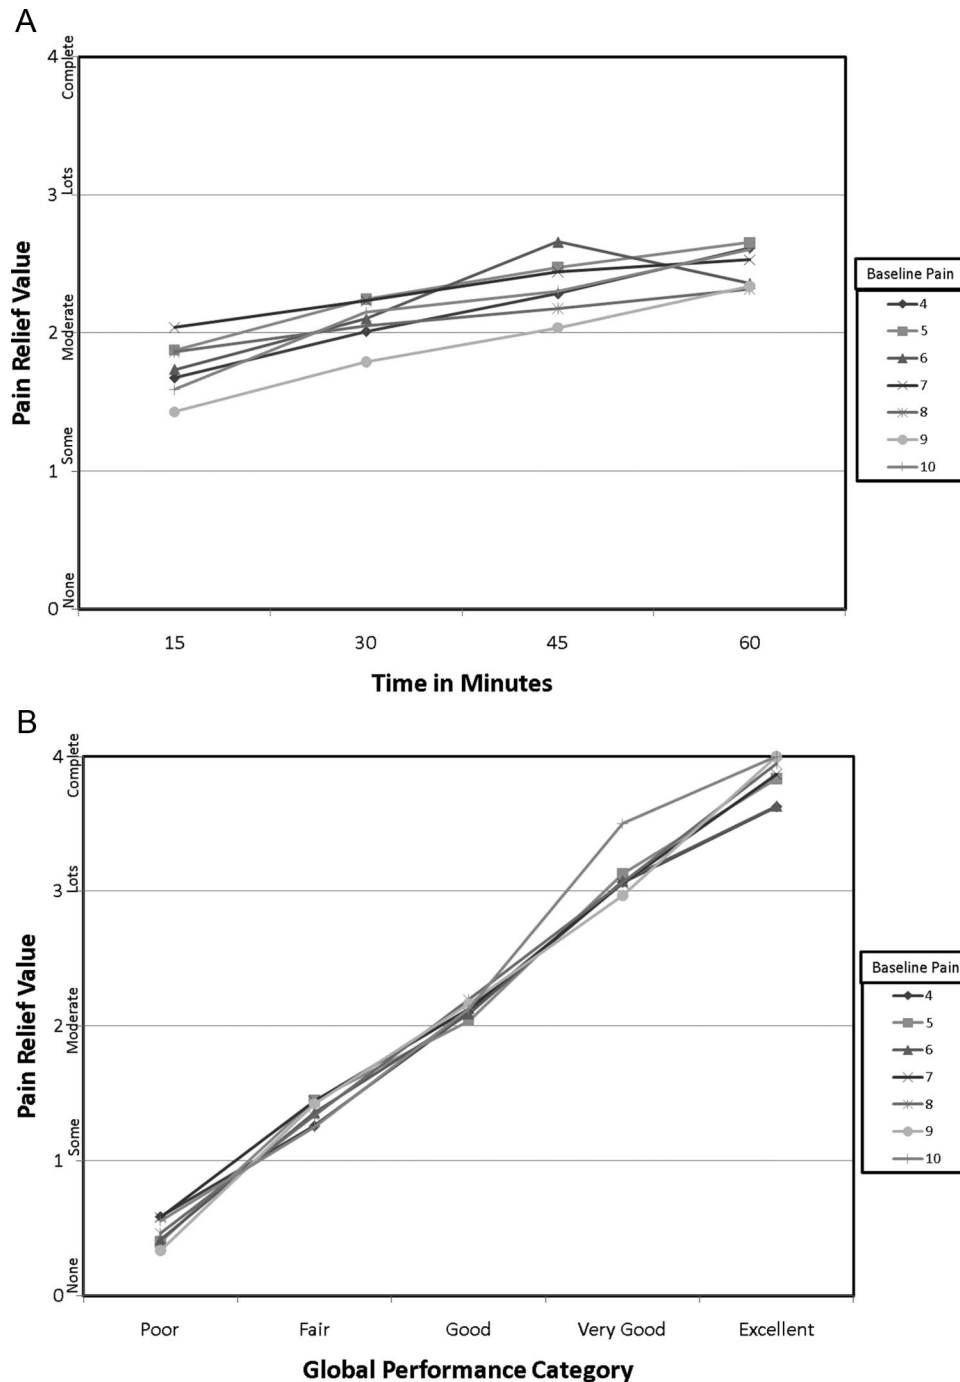 A
Pain Relief Value
4
3
2
1
0
Complete
Lots
Moderate
Some
None
15 30 45 60
Time in Minutes
Baseline Pain
4
5
6
7
8
9
10
B
Pain Relief Value
4
3
2
1
0
Complete
Lots
Moderate
Some
None
Poor Fair Good Very Good Excellent
Global Performance Category
Baseline Pain
4
5
6
7
8
9
10